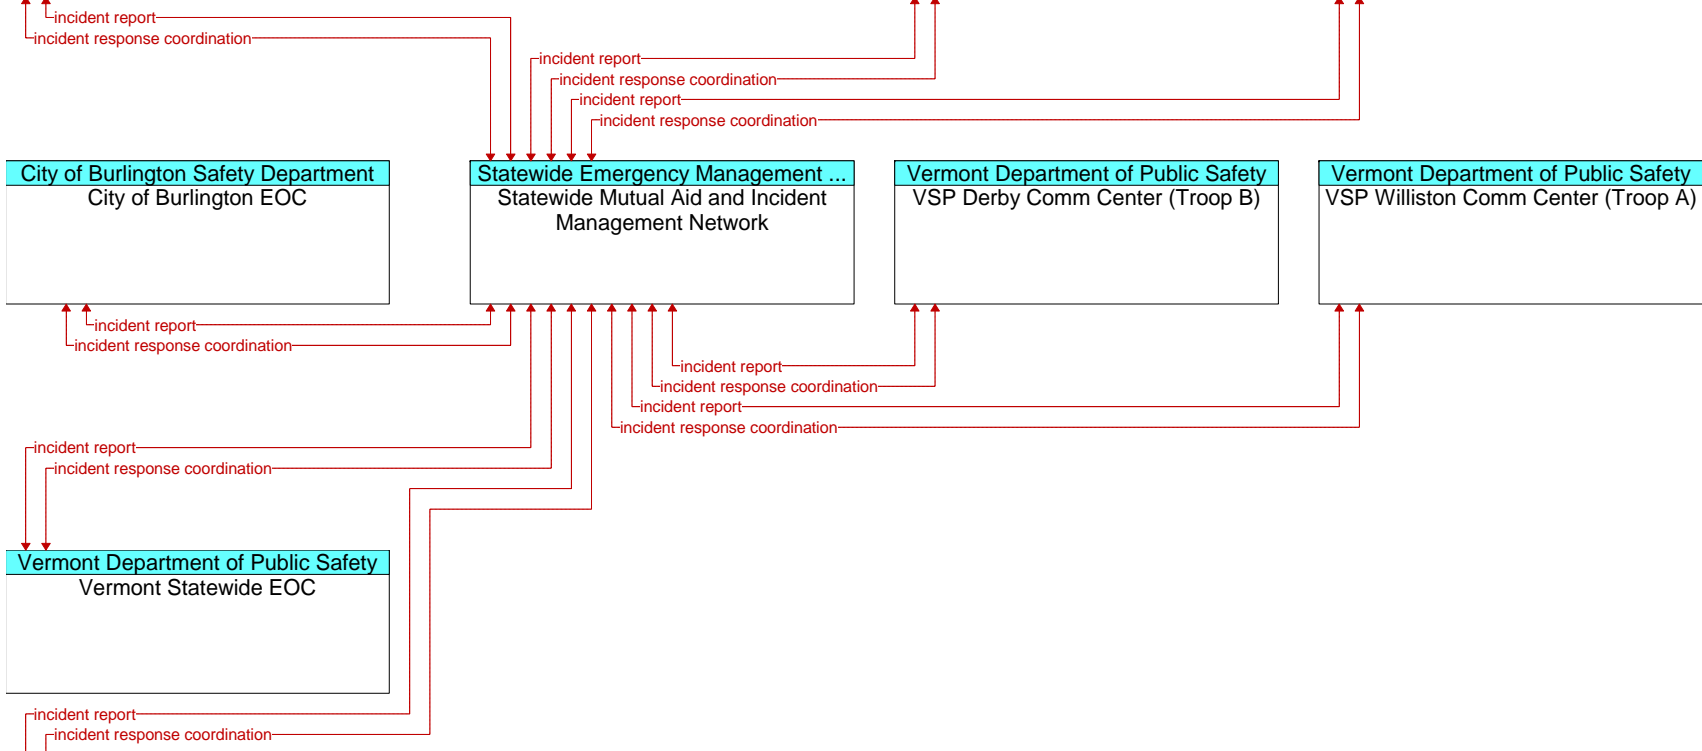 incident report
incident response coordination
incident report
incident response coordination
incident report
incident response coordination
City of Burlington Safety Department
City of Burlington EOC
Statewide Emergency Management ...
Statewide Mutual Aid and Incident
Management Network
Vermont Department of Public Safety
VSP Derby Comm Center (Troop B)
Vermont Department of Public Safety
VSP Williston Comm Center (Troop A)
incident report
incident response coordination
incident report
incident response coordination
incident report
incident response coordination
incident report
incident response coordination
Vermont Department of Public Safety
Vermont Statewide EOC
incident report
incident response coordination